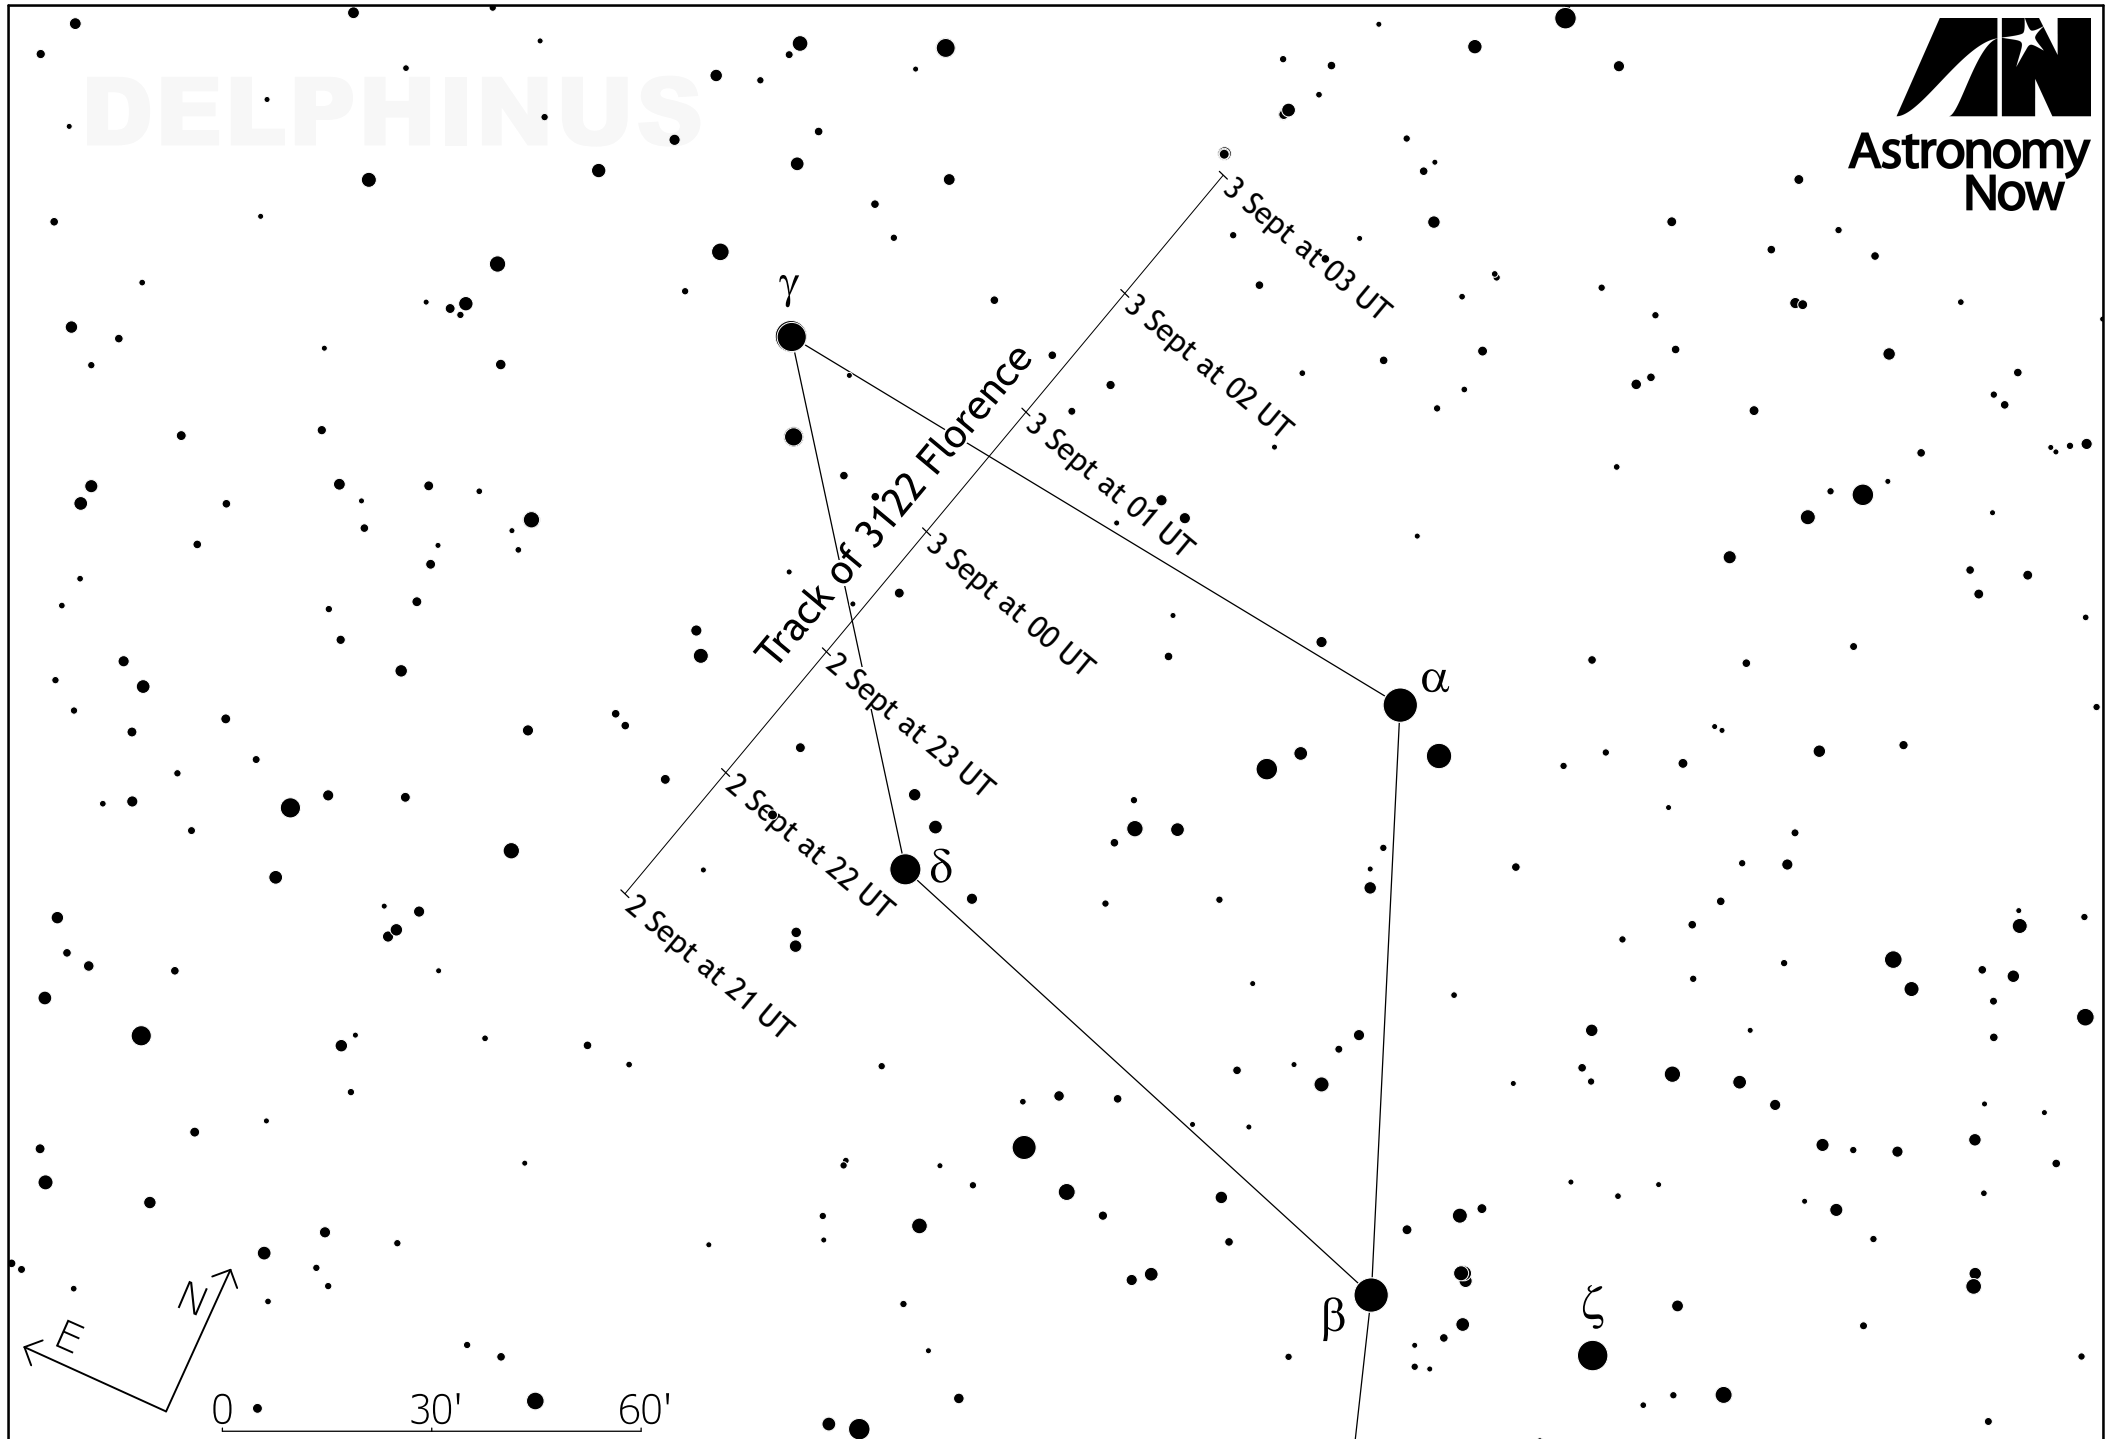 DELPHINUS
Astronomy
Now
3 Sept at 03 UT
γ
3 Sept at 02 UT
Track of 3122 Florence
3 Sept at 01 UT
3 Sept at 00 UT
α
2 Sept at 23 UT
2 Sept at 22 UT
δ
2 Sept at 21 UT
N
E
β
ζ
0 30' 60'